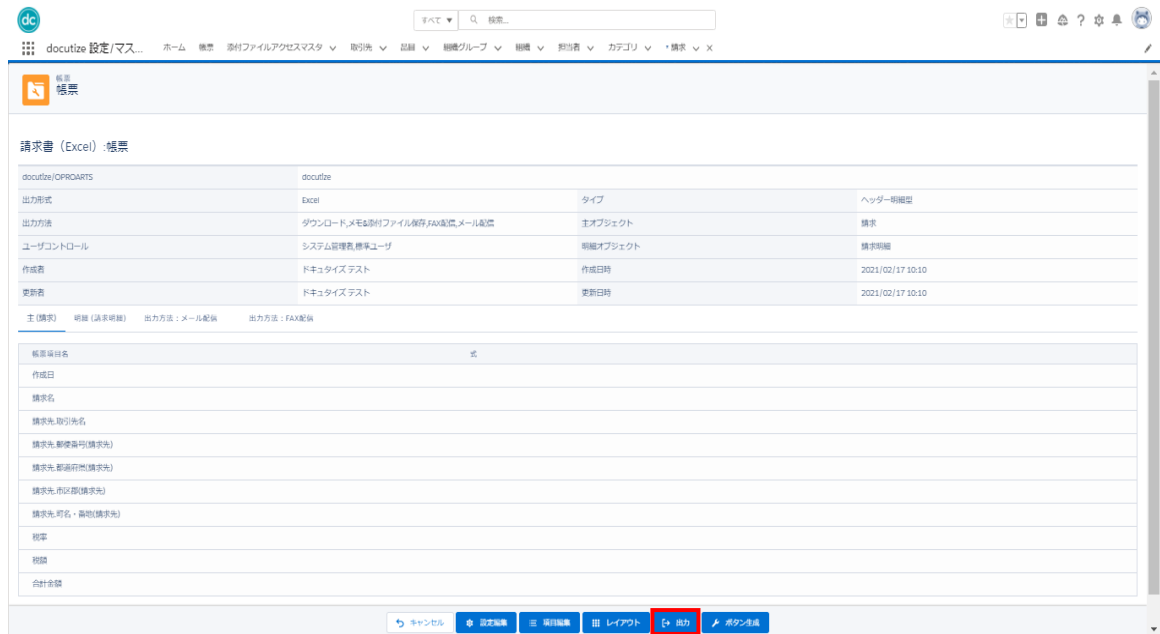 dc
すべて ▼ 検索...
docutize 設定/マス... ホーム 帳票 添付ファイルアクセスマスタ 取引先 品目 組織グループ 組織 担当者 カテゴリ * 請求 ×
帳票
帳票
請求書（Excel）:帳票
docutize/OPROARTS docutize
出力形式 Excel タイプ ヘッダー明細型
出力方法 ダウンロード,メモ&添付ファイル保存,FAX配信,メール配信 主オブジェクト 請求
ユーザコントロール システム管理者,標準ユーザ 明細オブジェクト 請求明細
作成者 ドキュタイズ テスト 作成日時 2021/02/17 10:10
更新者 ドキュタイズ テスト 更新日時 2021/02/17 10:10
主 (請求) 明細 (請求明細) 出力方法：メール配信 出力方法：FAX配信
帳票項目名 式
作成日
請求名
請求先.取引先名
請求先.郵便番号(請求先)
請求先.都道府県(請求先)
請求先.市区郡(請求先)
請求先.町名・番地(請求先)
税率
税額
合計金額
キャンセル 設定編集 項目編集 レイアウト 出力 ボタン生成